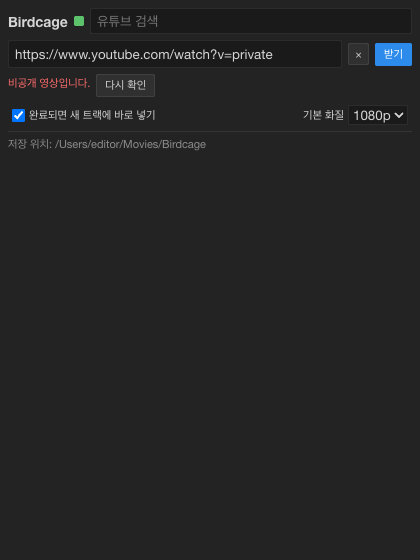 Birdcage 유튜브 검색
https://www.youtube.com/watch?v=private × 받기
비공개 영상입니다. 다시 확인
완료되면 새 트랙에 바로 넣기 기본 화질 1080p
저장 위치: /Users/editor/Movies/Birdcage